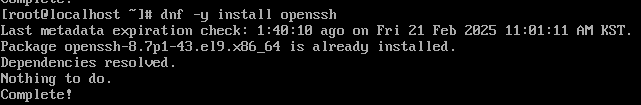 Complete!
[root@localhost ~]# dnf -y install openssh
Last metadata expiration check: 1:40:10 ago on Fri 21 Feb 2025 11:01:11 AM KST.
Package openssh-8.7p1-43.el9.x86_64 is already installed.
Dependencies resolved.
Nothing to do.
Complete!